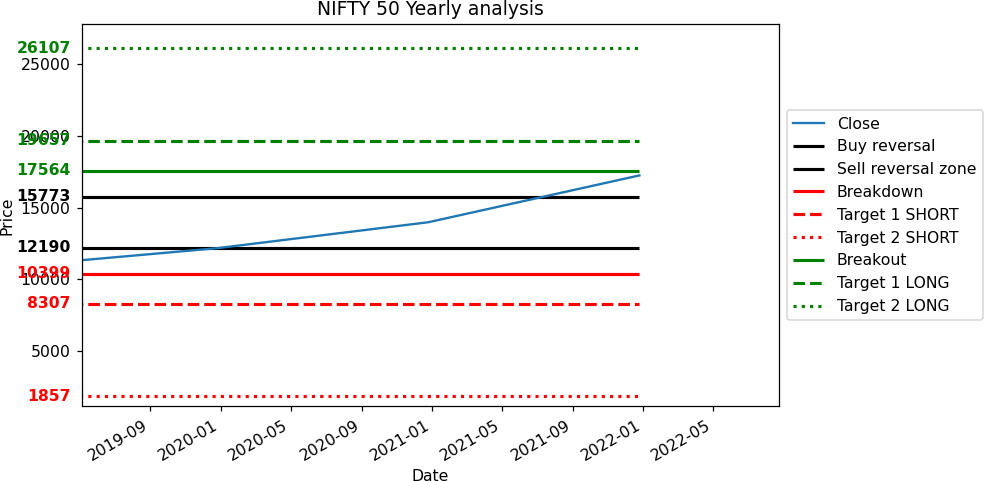 NIFTY 50 Yearly analysis
26107
25000
20000
19657
17564
15773
15000
12190
10399
10000
8307
5000
1857
Price
2019-09
2020-01
2020-05
2020-09
2021-01
2021-05
2021-09
2022-01
2022-05
Date
Close
Buy reversal
Sell reversal zone
Breakdown
Target 1 SHORT
Target 2 SHORT
Breakout
Target 1 LONG
Target 2 LONG